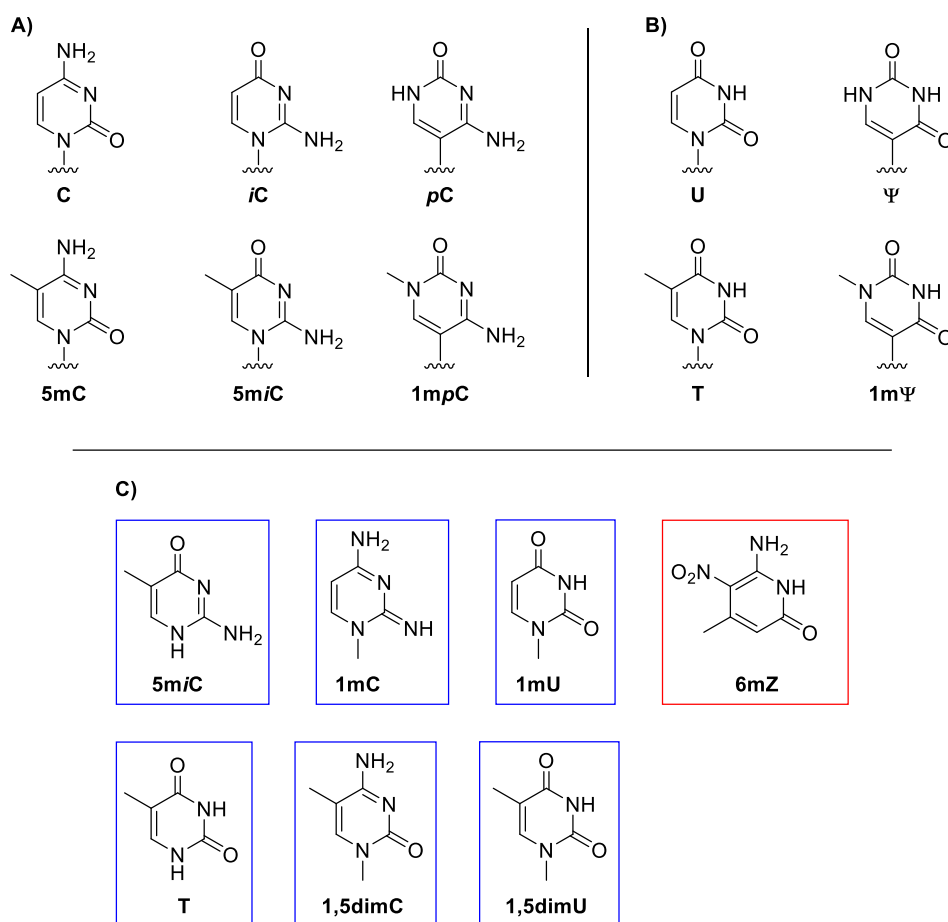 A) B)
NH₂ O O O O
N N HN N NH HN NH
N O N NH₂ NH₂ N O O
C iC pC U Ψ
NH₂ O O O O
N N N N NH N NH
N O N NH₂ NH₂ N O O
5mC 5miC 1mpC T 1mΨ
C)
O NH₂ O NH₂
O₂N
N N NH NH
N NH₂ N NH N O O
H
5miC 1mC 1mU 6mZ
O NH₂ O
NH N NH
N O N O N O
H
T 1,5dimC 1,5dimU